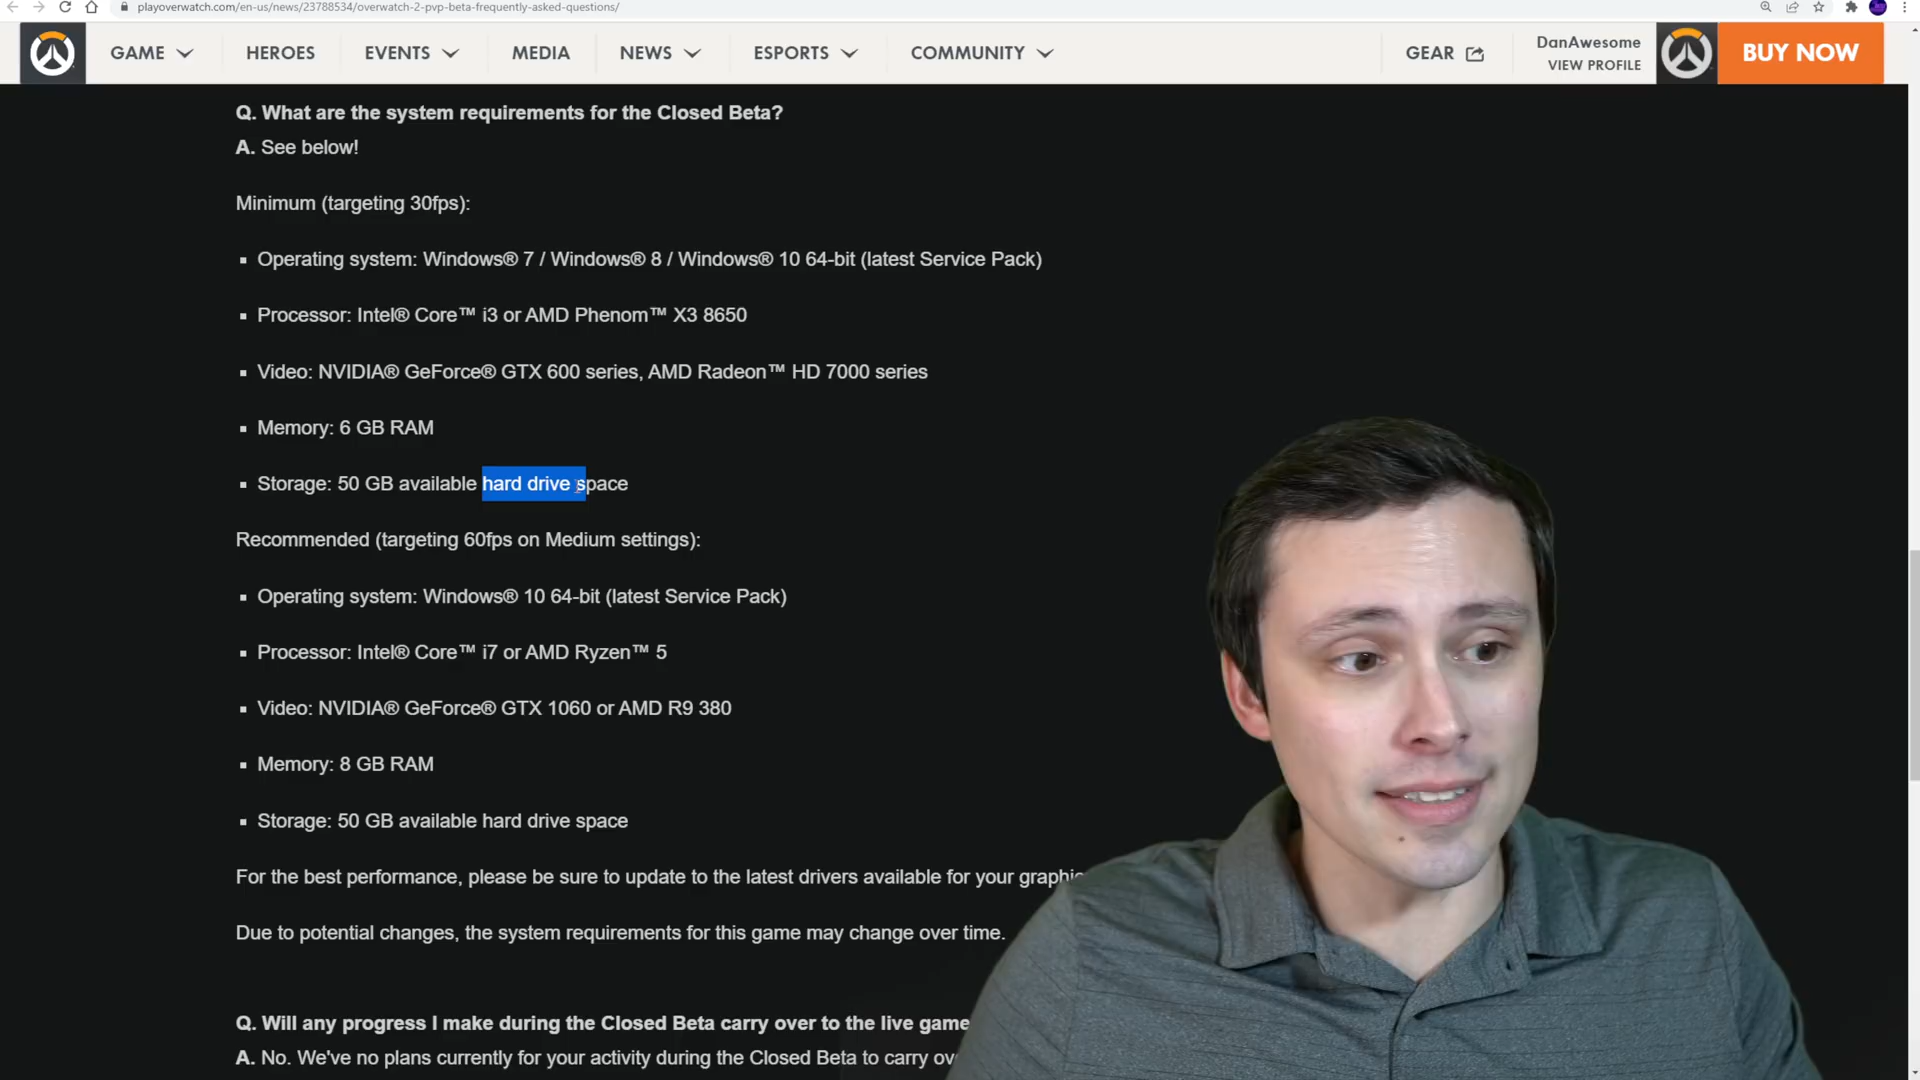 playoverwatch.com/en-us/news/23788534/overwatch-2-pvp-beta-frequently-asked-questions/
GAME HEROES EVENTS MEDIA NEWS ESPORTS COMMUNITY GEAR DanAwesome BUY NOW
VIEW PROFILE
Q. What are the system requirements for the Closed Beta?
A. See below!
Minimum (targeting 30fps):
▪ Operating system: Windows® 7 / Windows® 8 / Windows® 10 64-bit (latest Service Pack)
▪ Processor: Intel® Core™ i3 or AMD Phenom™ X3 8650
▪ Video: NVIDIA® GeForce® GTX 600 series, AMD Radeon™ HD 7000 series
▪ Memory: 6 GB RAM
▪ Storage: 50 GB available hard drive space
Recommended (targeting 60fps on Medium settings):
▪ Operating system: Windows® 10 64-bit (latest Service Pack)
▪ Processor: Intel® Core™ i7 or AMD Ryzen™ 5
▪ Video: NVIDIA® GeForce® GTX 1060 or AMD R9 380
▪ Memory: 8 GB RAM
▪ Storage: 50 GB available hard drive space
For the best performance, please be sure to update to the latest drivers available for your graphic
Due to potential changes, the system requirements for this game may change over time.
Q. Will any progress I make during the Closed Beta carry over to the live game
A. No. We've no plans currently for your activity during the Closed Beta to carry ov